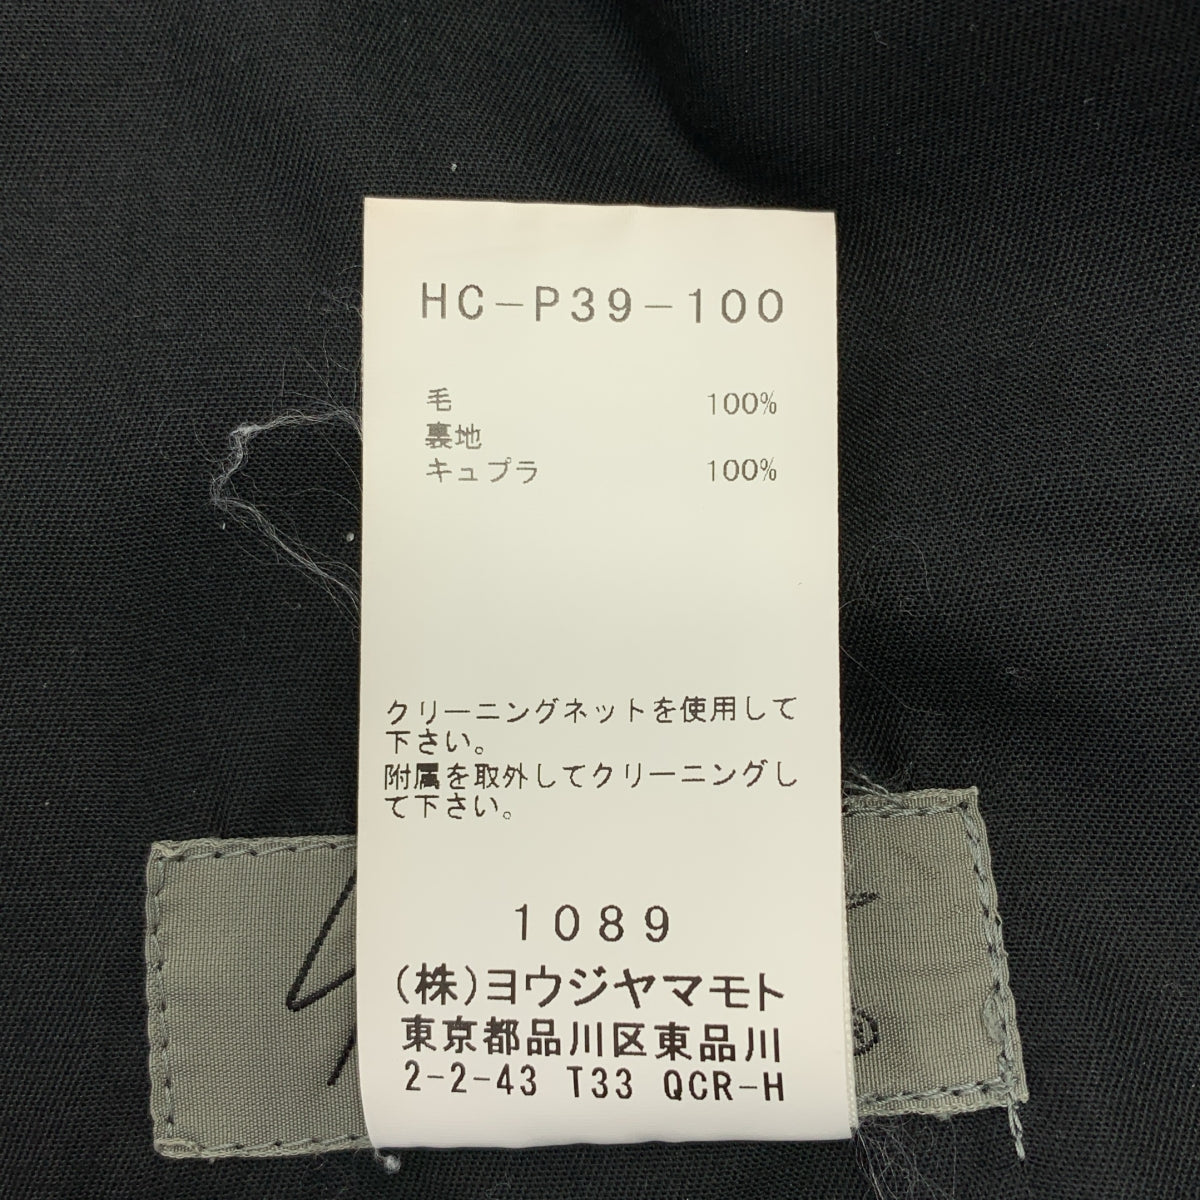 HC-P39-100
毛 100%
裏地
キュプラ 100%
クリーニングネットを使用して
下さい。
附属を取外してクリーニングし
て下さい。
1089
(株)ヨウジヤマモト
東京都品川区東品川
2-2-43 T33 QCR-H